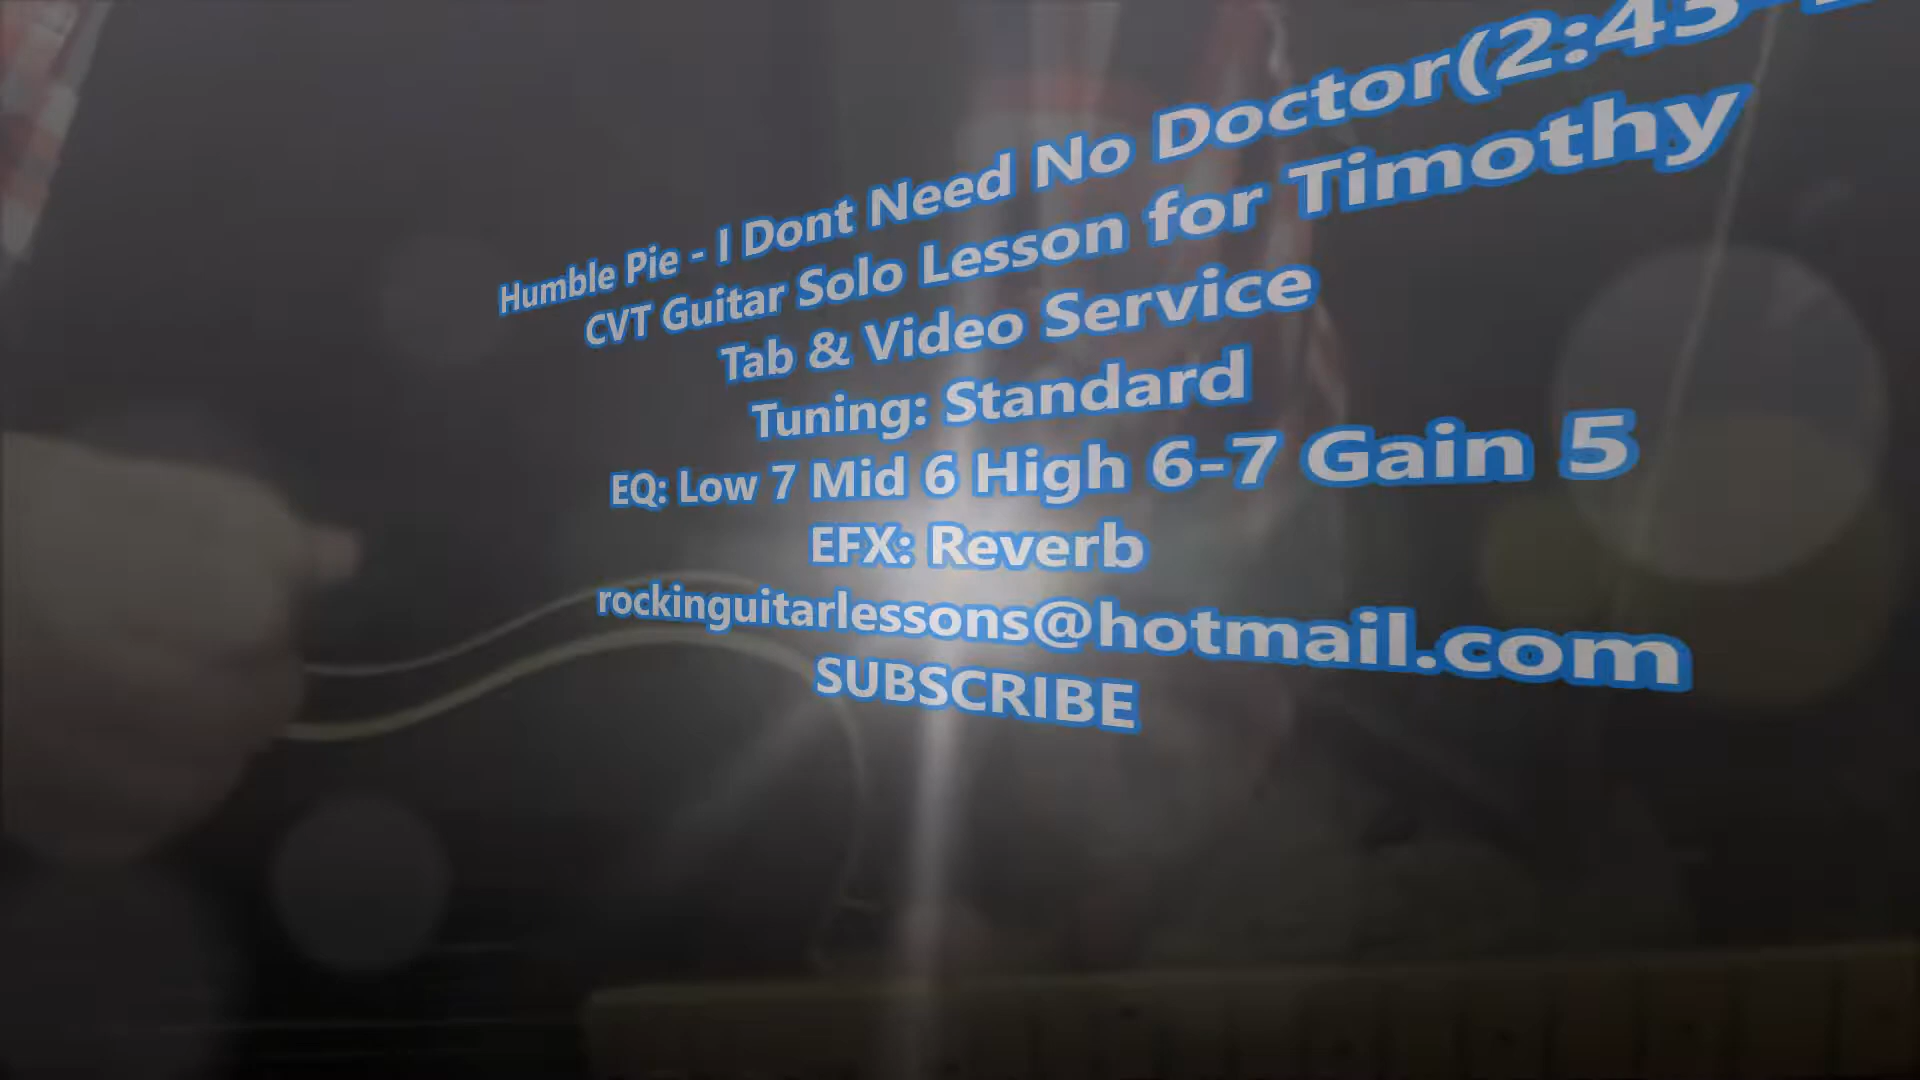 Humble Pie - I Dont Need No Doctor(2:43-
CVT Guitar Solo Lesson for Timothy
Tab & Video Service
Tuning: Standard
EQ: Low 7 Mid 6 High 6-7 Gain 5
EFX: Reverb
rockinguitarlessons@hotmail.com
SUBSCRIBE